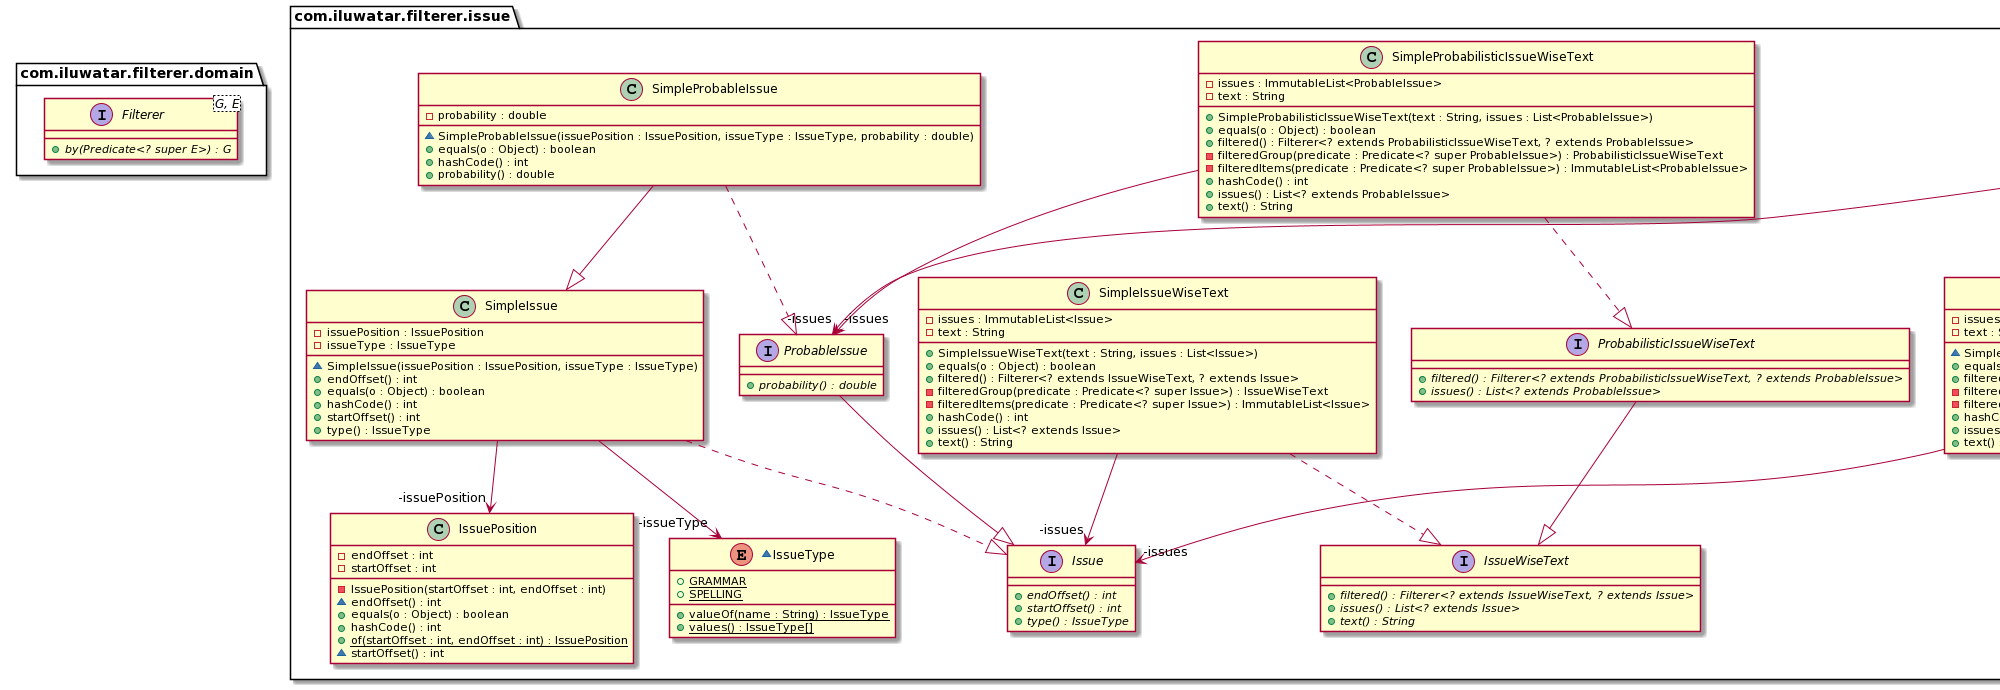 com.iluwatar.filterer.issue
com.iluwatar.filterer.domain
G, E
Filterer
by(Predicate<? super E>) : G
SimpleProbableIssue
probability : double
SimpleProbableIssue(issuePosition : IssuePosition, issueType : IssueType, probability : double)
equals(o : Object) : boolean
hashCode() : int
probability() : double
SimpleProbabilisticIssueWiseText
issues : ImmutableList<ProbableIssue>
text : String
SimpleProbabilisticIssueWiseText(text : String, issues : List<ProbableIssue>)
equals(o : Object) : boolean
filtered() : Filterer<? extends ProbabilisticIssueWiseText, ? extends ProbableIssue>
filteredGroup(predicate : Predicate<? super ProbableIssue>) : ProbabilisticIssueWiseText
filteredItems(predicate : Predicate<? super ProbableIssue>) : ImmutableList<ProbableIssue>
hashCode() : int
issues() : List<? extends ProbableIssue>
text() : String
SimpleIssue
issuePosition : IssuePosition
issueType : IssueType
SimpleIssue(issuePosition : IssuePosition, issueType : IssueType)
endOffset() : int
equals(o : Object) : boolean
hashCode() : int
startOffset() : int
type() : IssueType
-issues
-issues
ProbableIssue
probability() : double
SimpleIssueWiseText
issues : ImmutableList<Issue>
text : String
SimpleIssueWiseText(text : String, issues : List<Issue>)
equals(o : Object) : boolean
filtered() : Filterer<? extends IssueWiseText, ? extends Issue>
filteredGroup(predicate : Predicate<? super Issue>) : IssueWiseText
filteredItems(predicate : Predicate<? super Issue>) : ImmutableList<Issue>
hashCode() : int
issues() : List<? extends Issue>
text() : String
ProbabilisticIssueWiseText
filtered() : Filterer<? extends ProbabilisticIssueWiseText, ? extends ProbableIssue>
issues() : List<? extends ProbableIssue>
issues
text :
Simple
equals
filtered
filtere
filtere
hashC
issues
text()
-issuePosition
-issueType
-issues
-issues
IssuePosition
endOffset : int
startOffset : int
IssuePosition(startOffset : int, endOffset : int)
endOffset() : int
equals(o : Object) : boolean
hashCode() : int
of(startOffset : int, endOffset : int) : IssuePosition
startOffset() : int
IssueType
GRAMMAR
SPELLING
valueOf(name : String) : IssueType
values() : IssueType[]
Issue
endOffset() : int
startOffset() : int
type() : IssueType
IssueWiseText
filtered() : Filterer<? extends IssueWiseText, ? extends Issue>
issues() : List<? extends Issue>
text() : String